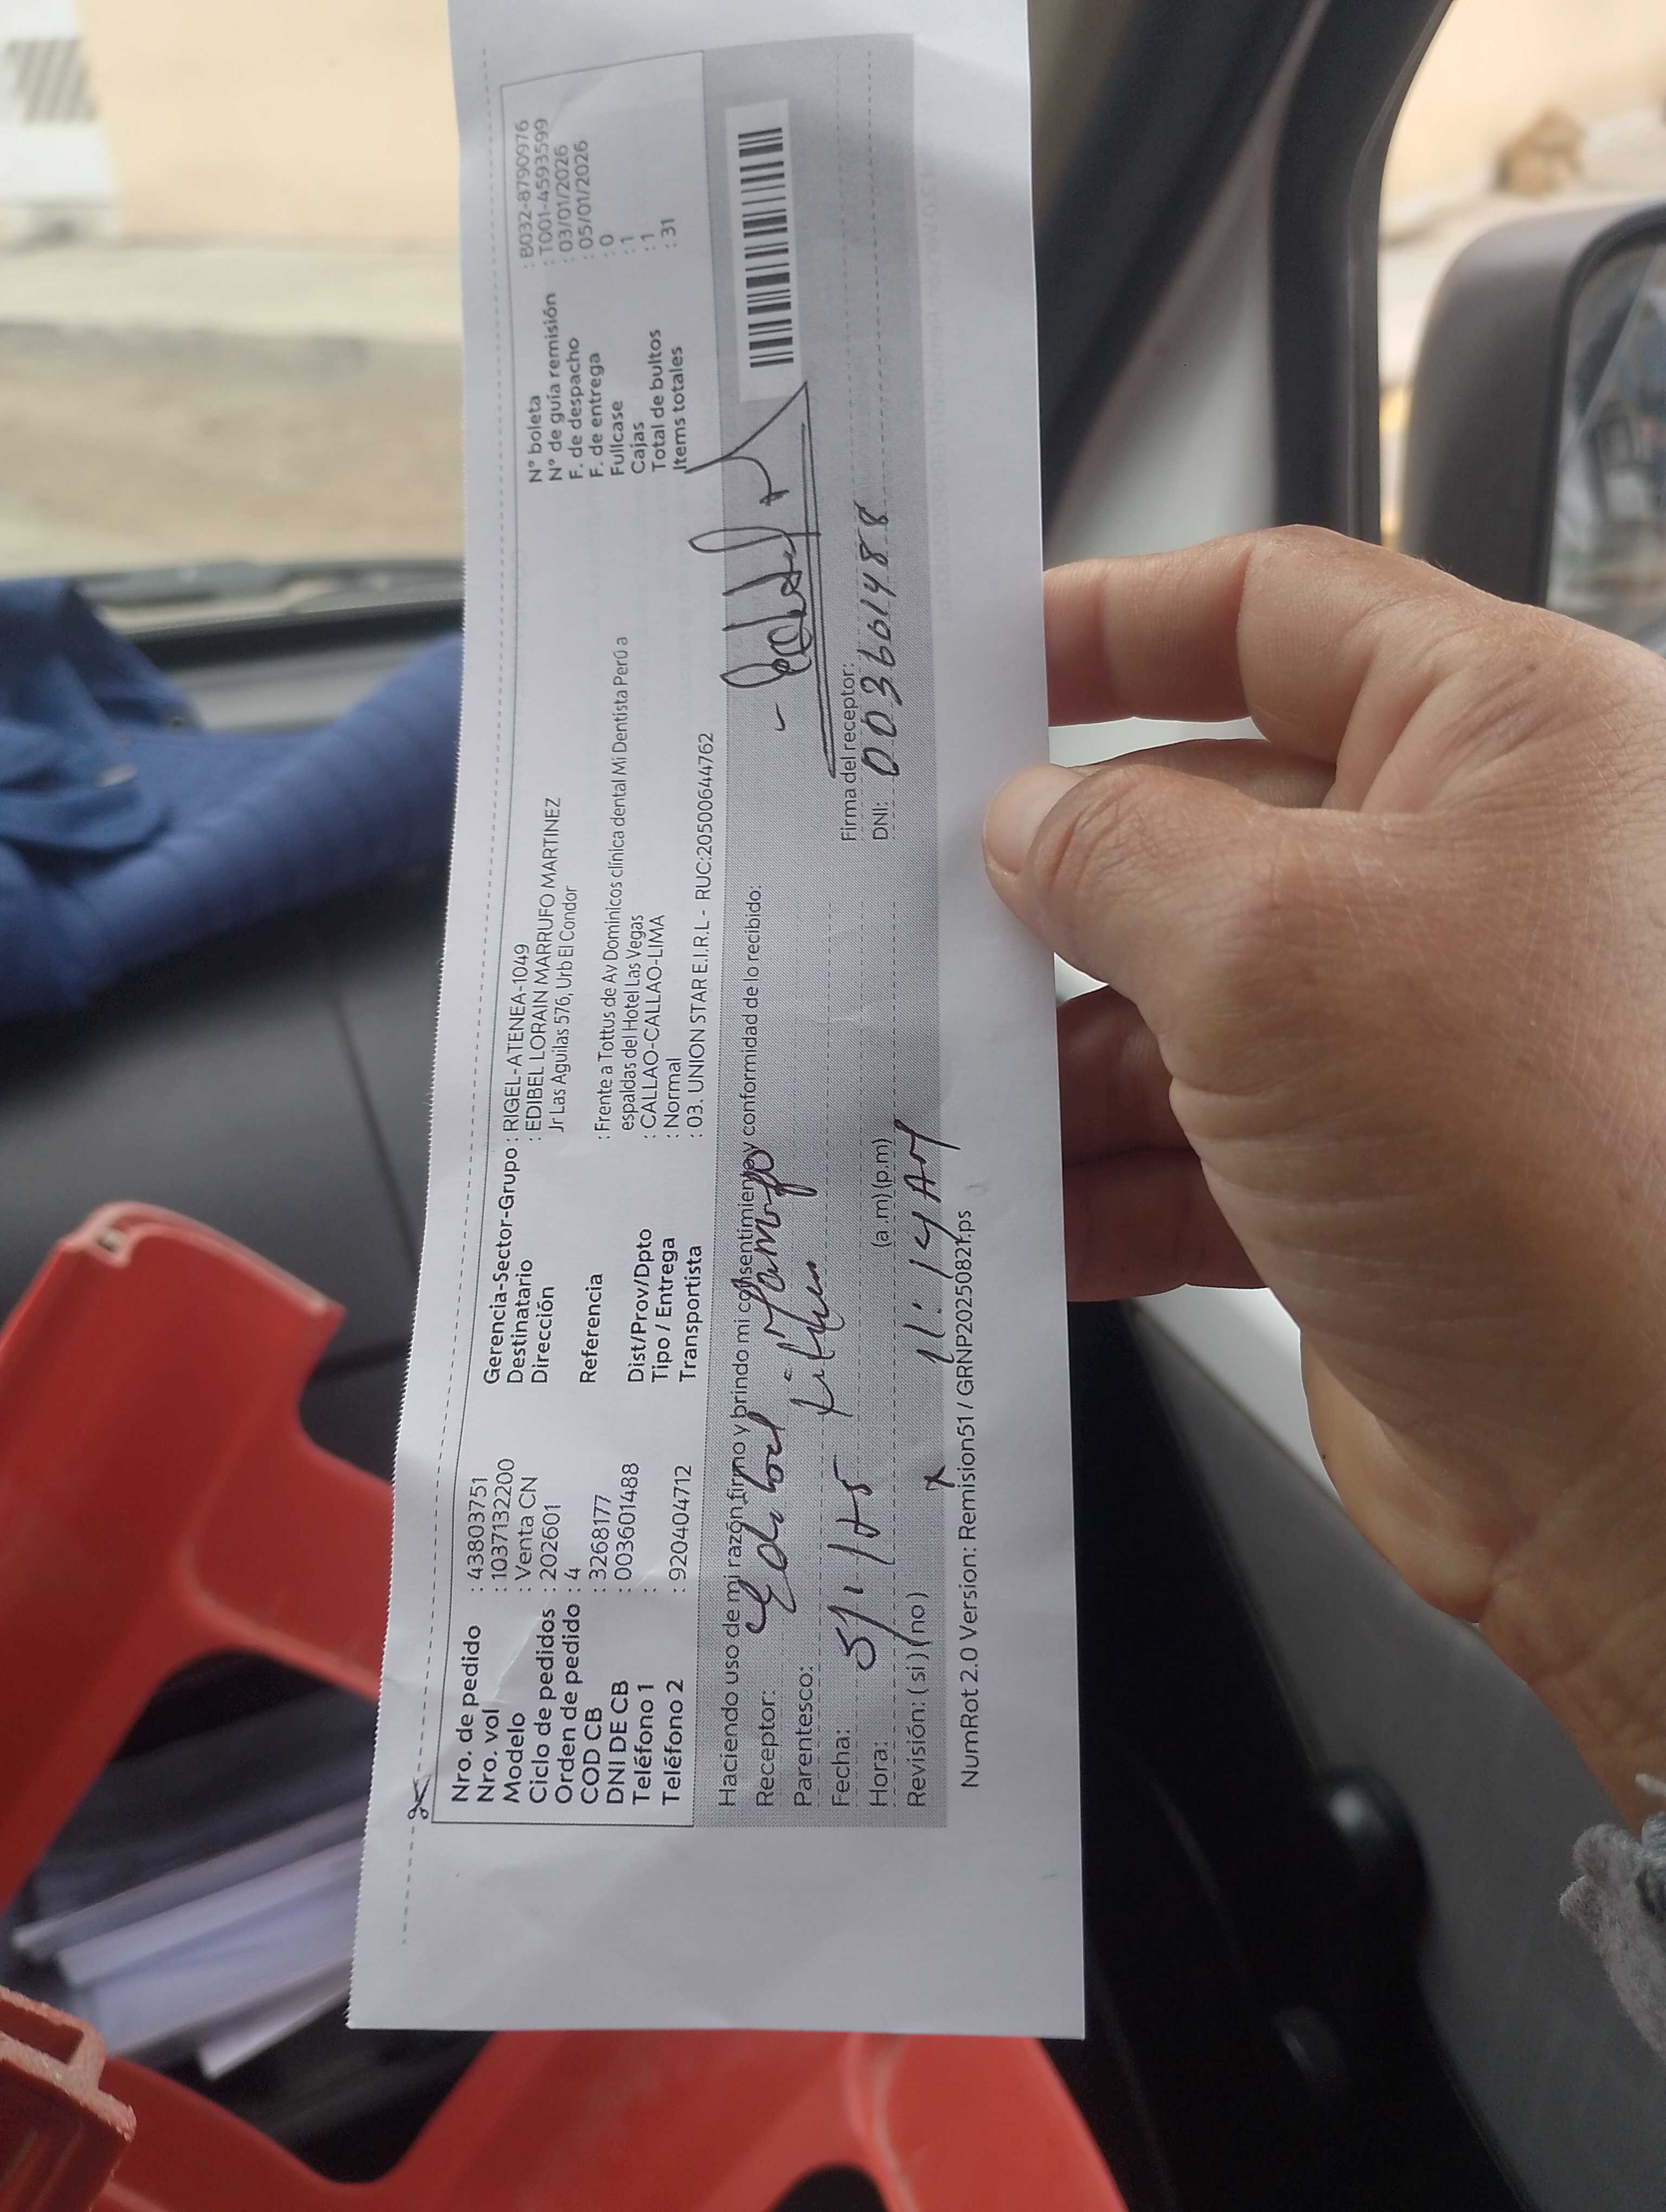 Nro. de pedido : 43803751
Nro. val : 1037132200
Modelo : Venta CN
Ciclo de pedidos : 202601
Orden de pedido : 4
COD CB : 3268177
DNI DE CB : 003601488
Teléfono 1 :
Teléfono 2 : 920404712
Gerencia-Sector-Grupo : RIGEL-ATENEA-1049
Destinatario : EDIBEL LORAIN MARRUFO MARTINEZ
Dirección Jr Las Aguilas 576, Urb El Condor
Referencia : Frente a Tottus de Av Dominicos clínica dental Mi Dentista Perú a
espaldas del Hotel Las Vegas
Dist/Prov/Dpto : CALLAO-CALLAO-LIMA
Tipo / Entrega : Normal
Transportista : 03. UNION STAR E.I.R.L - RUC:20500644762
N° boleta : B032-8790976
N° de guía remisión : T001-4593599
F. de despacho : 03/01/2026
F. de entrega : 05/01/2026
Fullcase : 0
Cajas : 1
Total de bultos : 1
Items totales : 31
Haciendo uso de mi razón firmo y brindo mi consentimiento y conformidad de lo recibido:
Receptor: Edibel Marrufo
Parentesco:
Fecha:
Hora: (a.m) (p.m) 11:14 AM
Revisión: ( si ) ( no )
Firma del receptor:
DNI: 003601488
NumRot 2.0 Version: Remision51 / GRNP20250821.ps